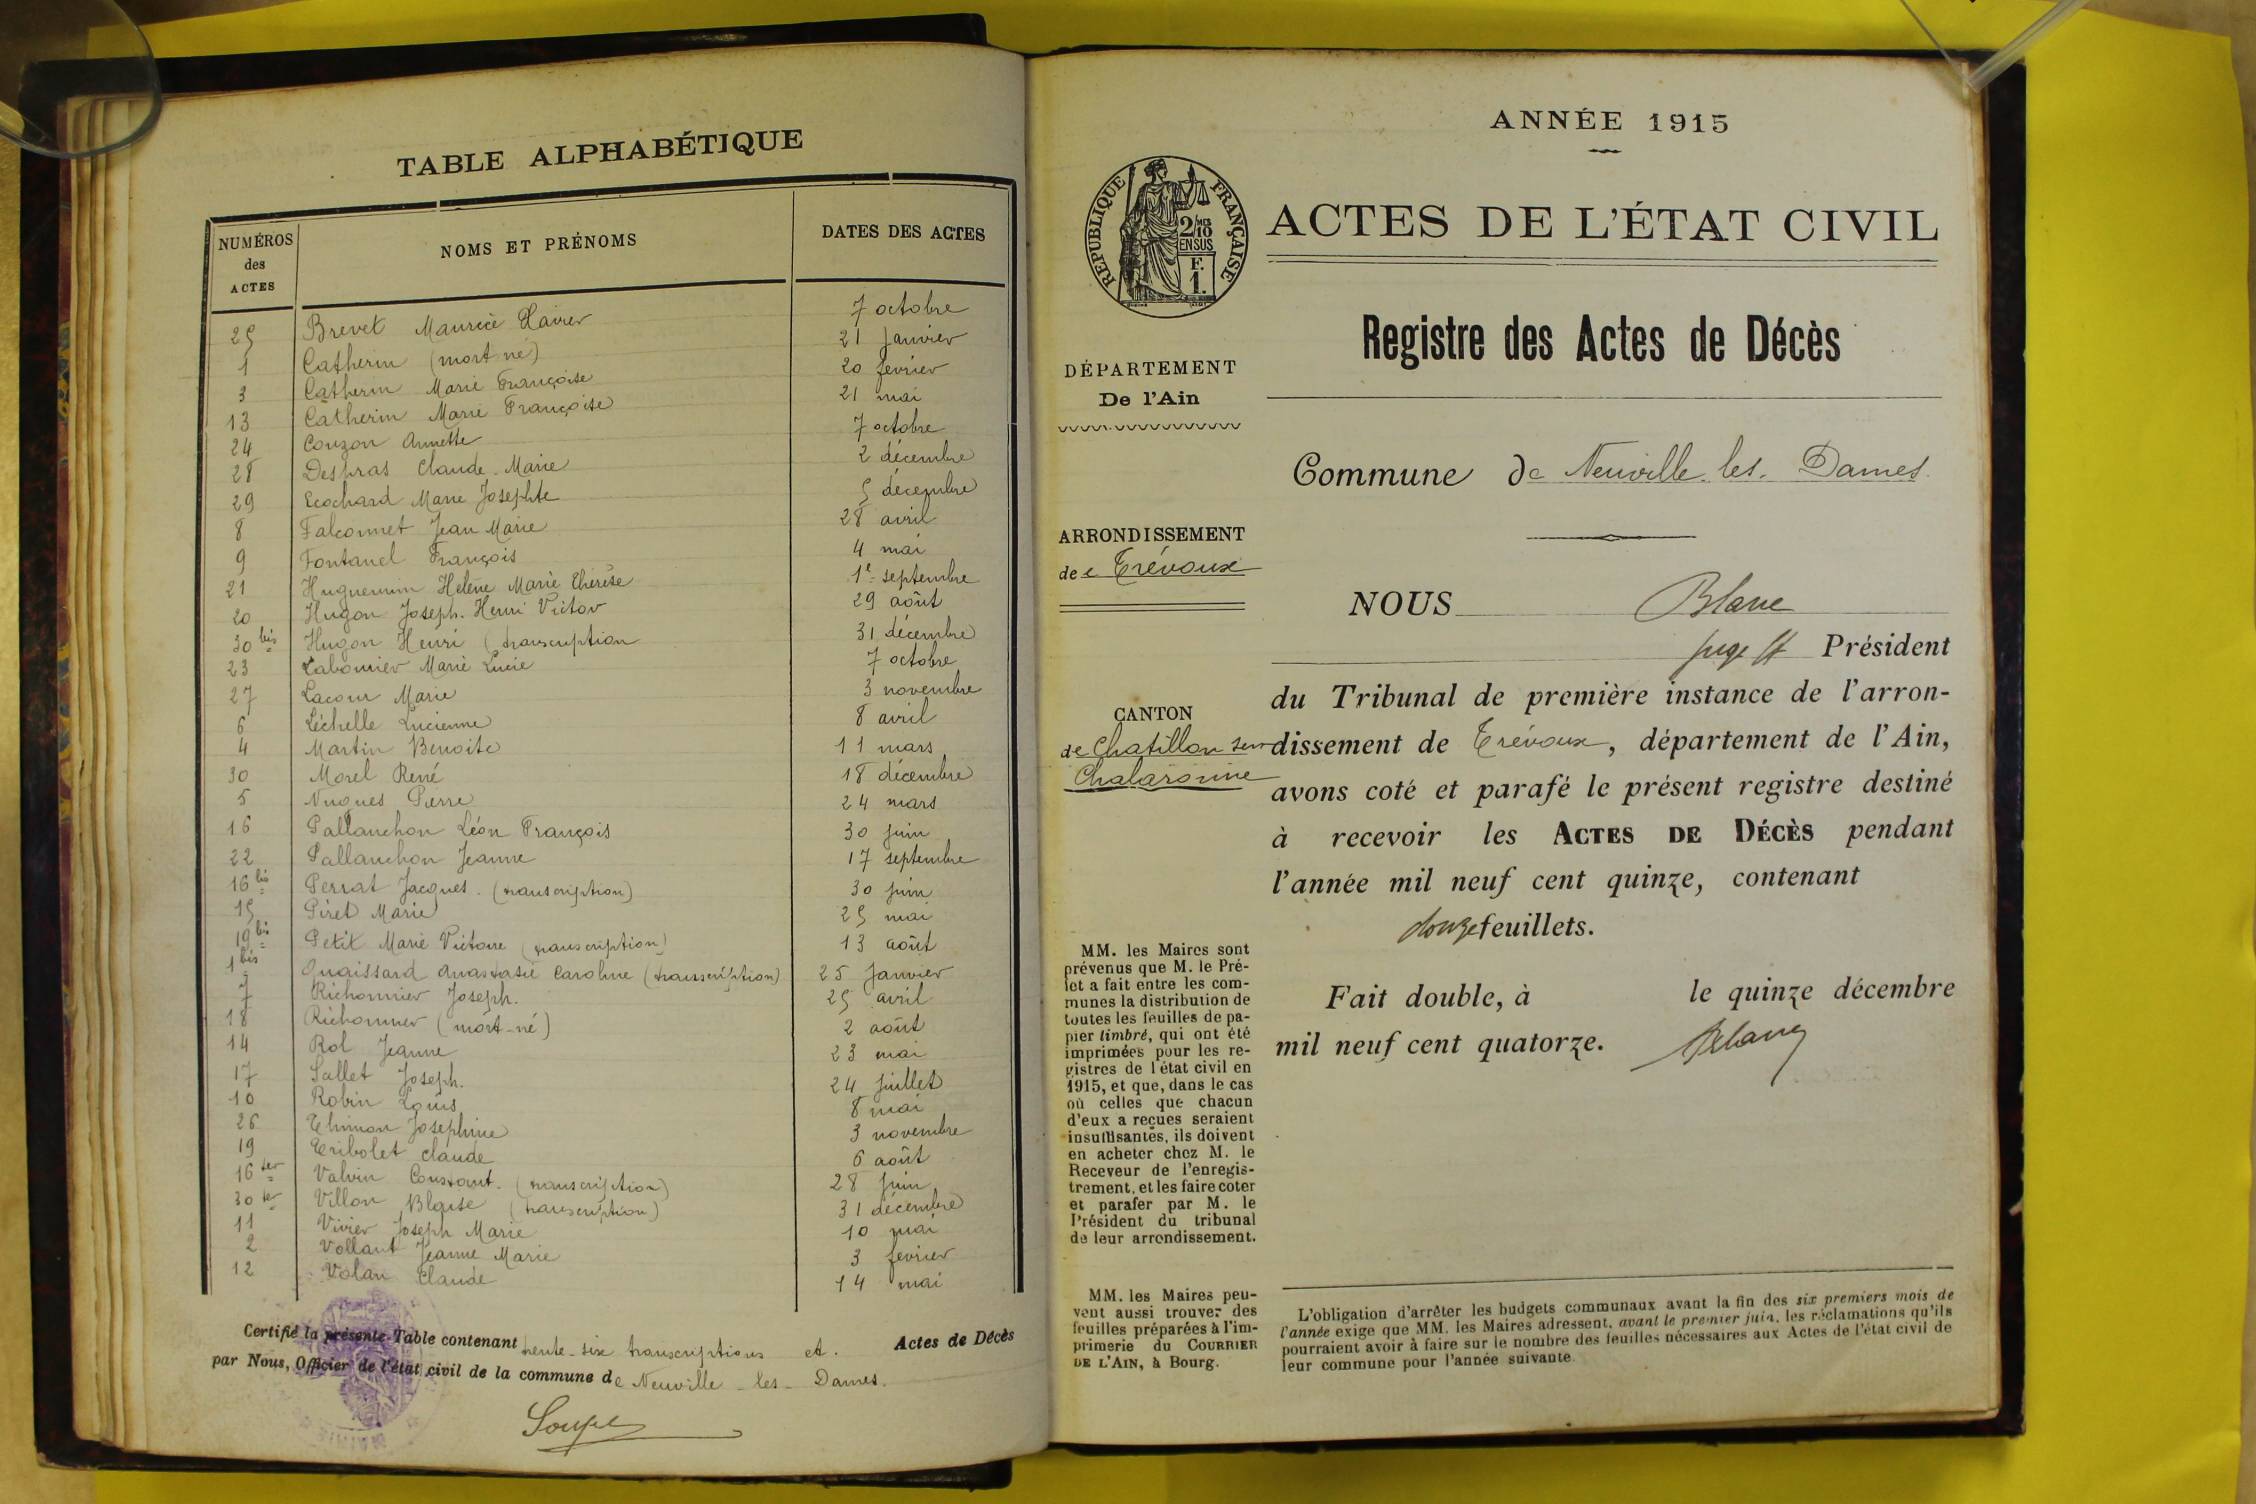 TABLE ALPHABÉTIQUE
NUMÉROS des ACTES NOMS ET PRÉNOMS DATES DES ACTES
25 Brevet Maurice Xavier 7 octobre
1 Catherin (mort né) 21 Janvier
3 Catherin Marie Françoise 20 fevrier
13 Catherin Marie Françoise 21 mai
24 Couzon Annette 7 octobre
28 Desbras Claude Marie 2 décembre
29 Ecochard Marie Josephte 5 décembre
8 Falconnet Jean Marie 28 avril
9 Fontanel François 4 mai
21 Huguenin Helène Marie Thérèse 1e septembre
20 Hugon Joseph Henri Victor 29 août
30 bis Hugon Henri (transcription 31 décembre
23 Labonnier Marie Lucie 7 octobre
27 Lacour Marie 3 novembre
6 Léchelle Lucienne 8 avril
4 Martin Benoite 11 mars
30 Morel René 18 décembre
5 Nugues Pierre 24 mars
16 Pallanchon Léon François 30 juin
22 Pallanchon Jeanne 17 septembre
16 bis Perrat Jacques. (transcription) 30 juin
15 Piret Marie 25 mai
19 bis Petit Marie Victoire (transcription) 13 août
1 bis Quaissard Anastasie Caroline (transcription) 25 Janvier
7 Richonnier Joseph. 25 avril
18 Richonnier (mort-né) 2 août
14 Rol Jeanne 23 mai
17 Sallet Joseph. 24 juillet
10 Robin Louis 8 mai
26 Thimon Josephine 3 novembre
19 Tribolet Claude 6 août
16 ter Valvin Constant. (transcription) 28 juin
30 ter Villon Blaise (transcription) 31 décembre
11 Vivier Joseph Marie 10 mai
2 Vollant Jeanne Marie 3 fevrier
12 Volan Claude 14 mai
Certifié la présente Table contenant trente-six transcriptions et. Actes de Décès
par Nous, Officier de l'état civil de la commune de Neuville-les-Dames.
ANNÉE 1915
RÉPUBLIQUE FRANÇAISE
2/10 EN SUS
F. 1.
ACTES DE L'ÉTAT CIVIL
Registre des Actes de Décès
DÉPARTEMENT
De l'Ain
Commune de Neuville-les-Dames
ARRONDISSEMENT
de Trévoux
CANTON
de Chatillon sur
Chalaronne
NOUS Blanc
juge ff Président
du Tribunal de première instance de l'arron-
dissement de Trévoux, département de l'Ain,
avons coté et parafé le présent registre destiné
à recevoir les ACTES DE DÉCÈS pendant
l'année mil neuf cent quinze, contenant
douze feuillets.
Fait double, à le quinze décembre
mil neuf cent quatorze. Blanc
MM. les Maires sont
prévenus que M. le Pré-
fet a fait entre les com-
munes la distribution de
toutes les feuilles de pa-
pier timbré, qui ont été
imprimées pour les re-
gistres de l'état civil en
1915, et que, dans le cas
où celles que chacun
d'eux a reçues seraient
insuffisantes, ils doivent
en acheter chez M. le
Receveur de l'enregis-
trement, et les faire coter
et parafer par M. le
Président du tribunal
de leur arrondissement.
MM. les Maires peu-
vent aussi trouver des
feuilles préparées à l'im-
primerie du COURRIER
DE L'AIN, à Bourg.
L'obligation d'arrêter les budgets communaux avant la fin des six premiers mois de
l'année exige que MM. les Maires adressent, avant le premier juin, les réclamations qu'ils
pourraient avoir à faire sur le nombre des feuilles nécessaires aux Actes de l'état civil de
leur commune pour l'année suivante.